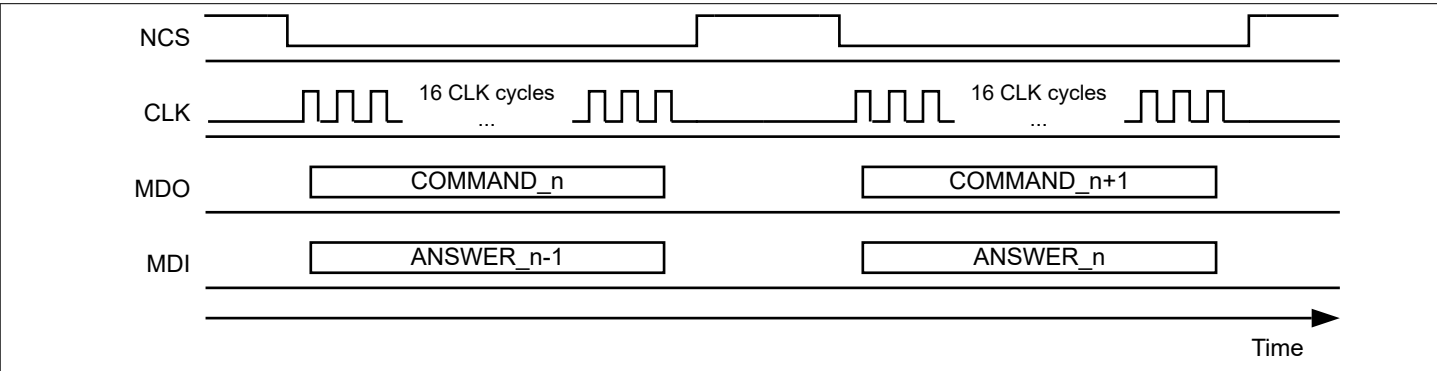 NCS
CLK
16 CLK cycles
...
16 CLK cycles
...
MDO
COMMAND_n
COMMAND_n+1
MDI
ANSWER_n-1
ANSWER_n
Time